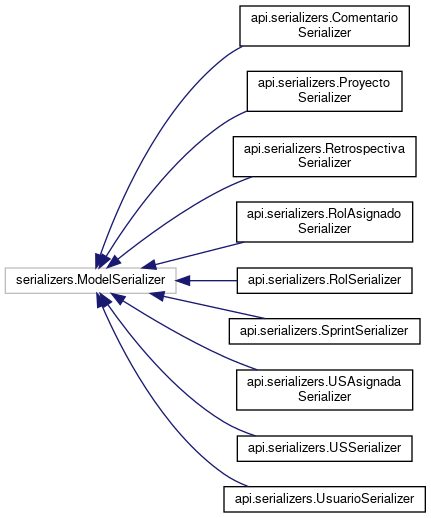 api.serializers.Comentario
Serializer
api.serializers.Proyecto
Serializer
api.serializers.Retrospectiva
Serializer
api.serializers.RolAsignado
Serializer
serializers.ModelSerializer
api.serializers.RolSerializer
api.serializers.SprintSerializer
api.serializers.USAsignada
Serializer
api.serializers.USSerializer
api.serializers.UsuarioSerializer